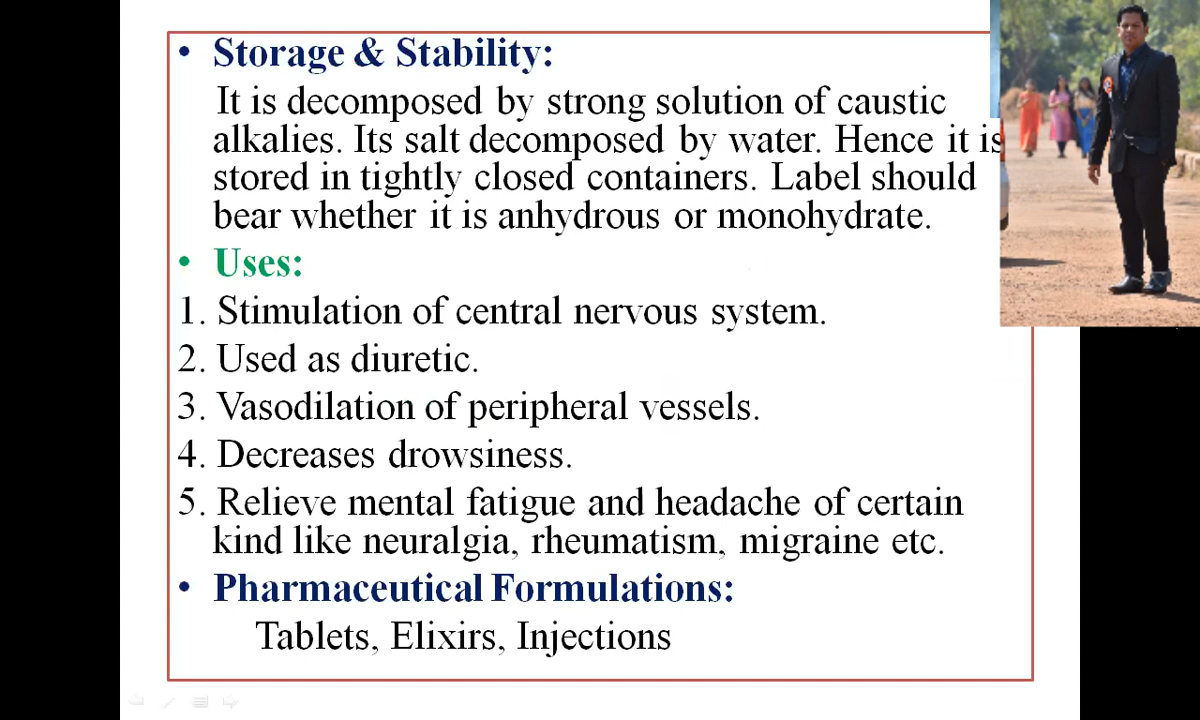 • Storage & Stability:
It is decomposed by strong solution of caustic
alkalies. Its salt decomposed by water. Hence it is
stored in tightly closed containers. Label should
bear whether it is anhydrous or monohydrate.
• Uses:
1. Stimulation of central nervous system.
2. Used as diuretic.
3. Vasodilation of peripheral vessels.
4. Decreases drowsiness.
5. Relieve mental fatigue and headache of certain
kind like neuralgia, rheumatism, migraine etc.
• Pharmaceutical Formulations:
Tablets, Elixirs, Injections